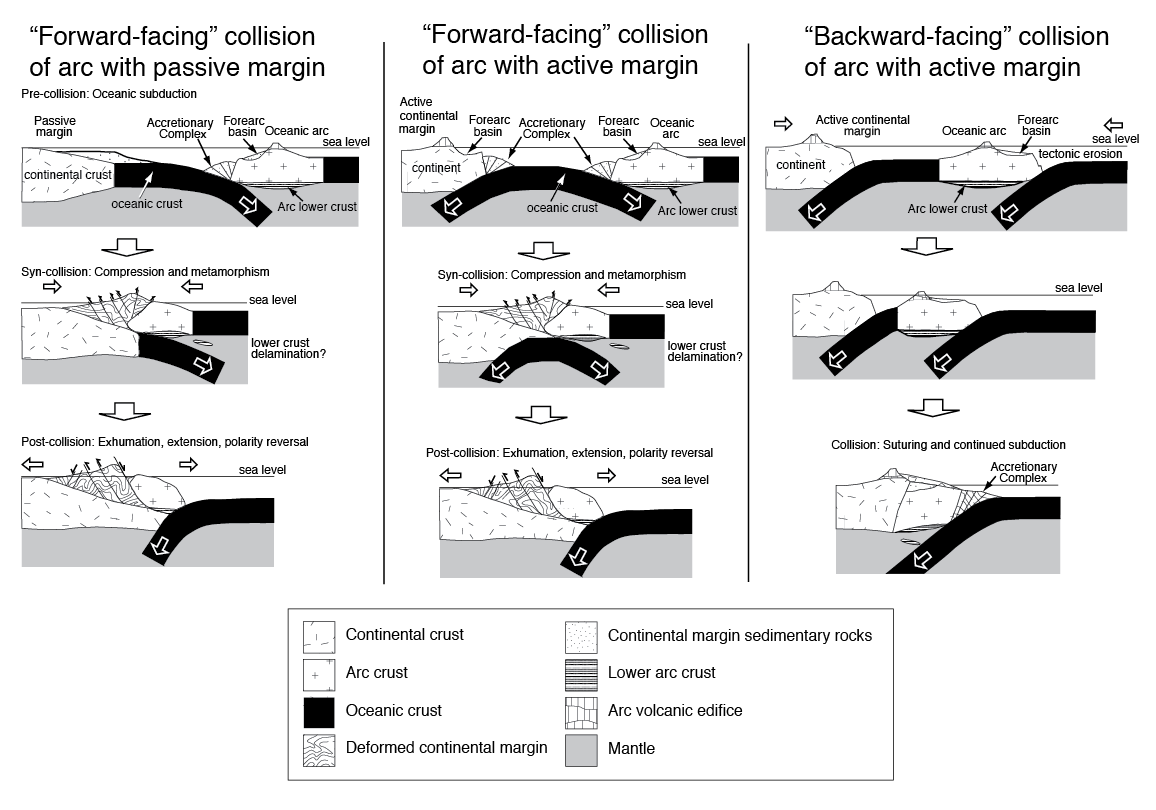 “Forward-facing” collision
of arc with passive margin
Pre-collision: Oceanic subduction
Passive
margin
Accretionary
Complex
Forearc
basin
Oceanic arc
sea level
continental crust
oceanic crust
Arc lower crust
Syn-collision: Compression and metamorphism
sea level
lower crust
delamination?
Post-collision: Exhumation, extension, polarity reversal
sea level
“Forward-facing” collision
of arc with active margin
Active
continental
margin
Forearc
basin
Accretionary
Complex
Forearc
basin
Oceanic
arc
sea level
continent
oceanic crust
Arc lower crust
Syn-collision: Compression and metamorphism
sea level
lower crust
delamination?
Post-collision: Exhumation, extension, polarity reversal
sea level
“Backward-facing” collision
of arc with active margin
Active continental
margin
Oceanic arc
Forearc
basin
sea level
tectonic erosion
continent
Arc lower crust
sea level
Collision: Suturing and continued subduction
Accretionary
Complex
Continental crust
Arc crust
Oceanic crust
Deformed continental margin
Continental margin sedimentary rocks
Lower arc crust
Arc volcanic edifice
Mantle